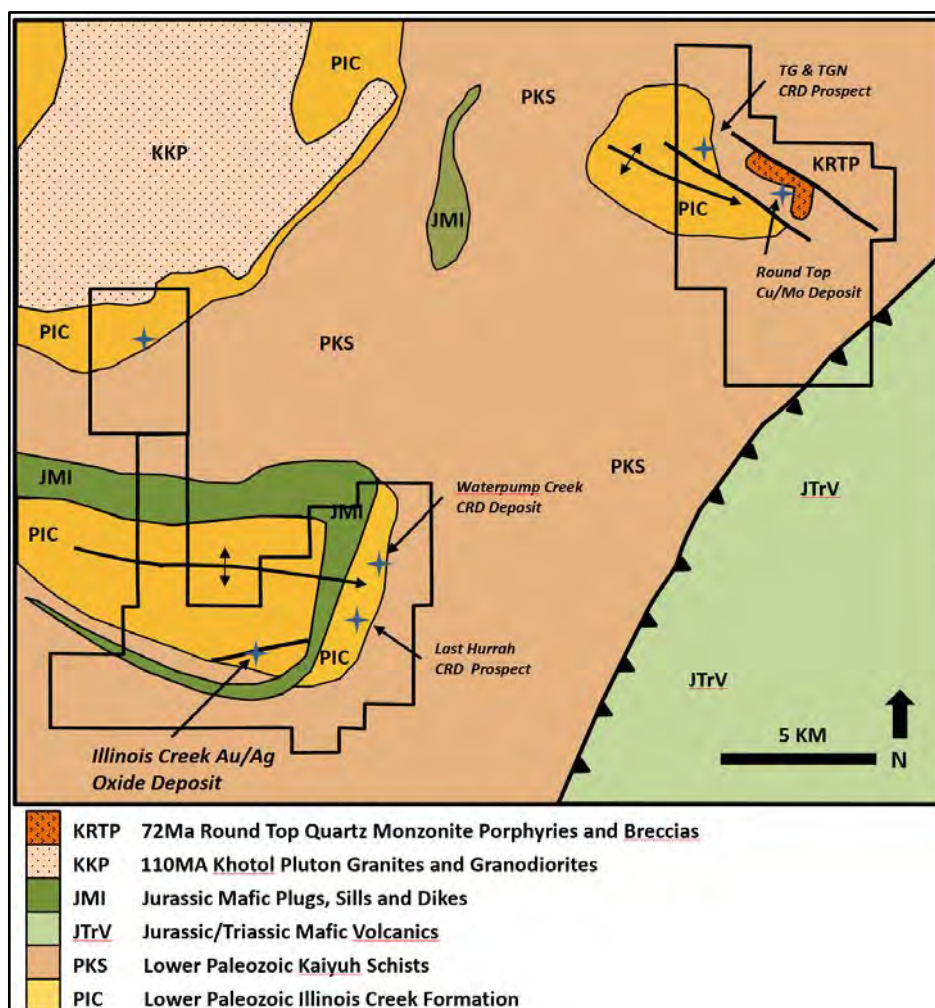 PIC
TG & TGN
CRD Prospect
PKS
KKP
KRTP
JMI
PIC
Round Top
Cu/Mo Deposit
PIC
PKS
JMI
Waterpump Creek
CRD Deposit
PKS
JTrV
JMI
PIC
Last Hurrah
CRD Prospect
PIC
JTrV
Illinois Creek Au/Ag
Oxide Deposit
5 KM
N
KRTP 72Ma Round Top Quartz Monzonite Porphyries and Breccias
KKP 110MA Khotol Pluton Granites and Granodiorites
JMI Jurassic Mafic Plugs, Sills and Dikes
JTrV Jurassic/Triassic Mafic Volcanics
PKS Lower Paleozoic Kaiyuh Schists
PIC Lower Paleozoic Illinois Creek Formation